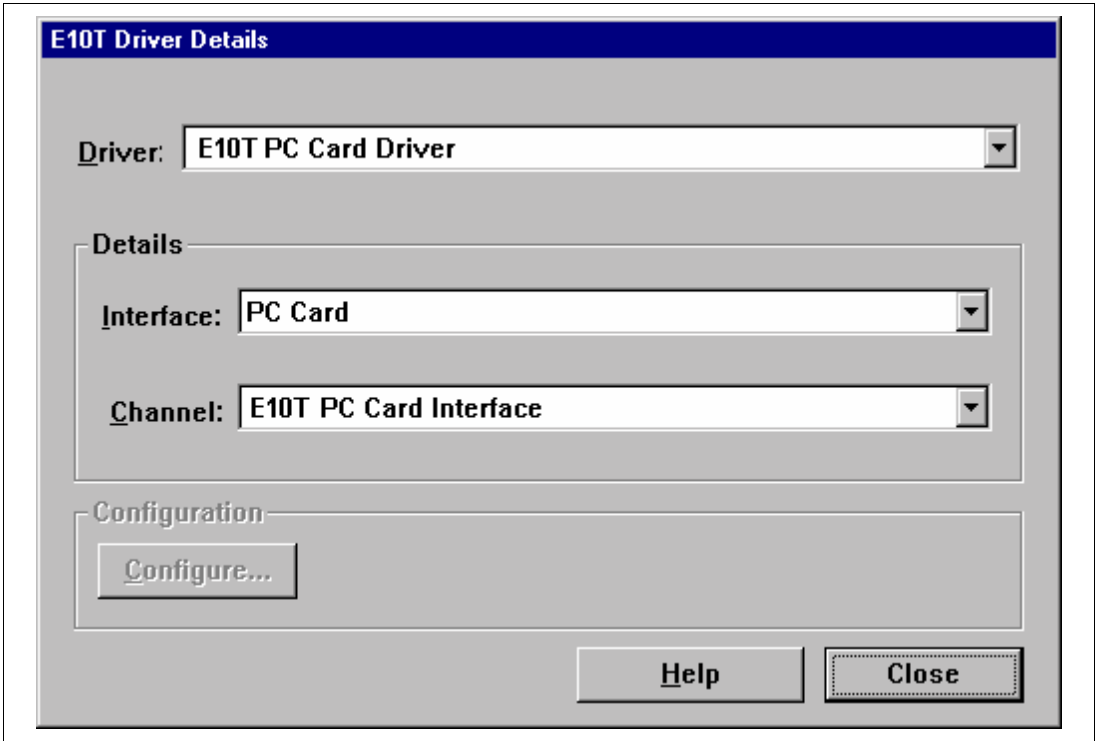 E10T Driver Details
Driver: E10T PC Card Driver
Details
Interface: PC Card
Channel: E10T PC Card Interface
Configuration
Configure...
Help Close